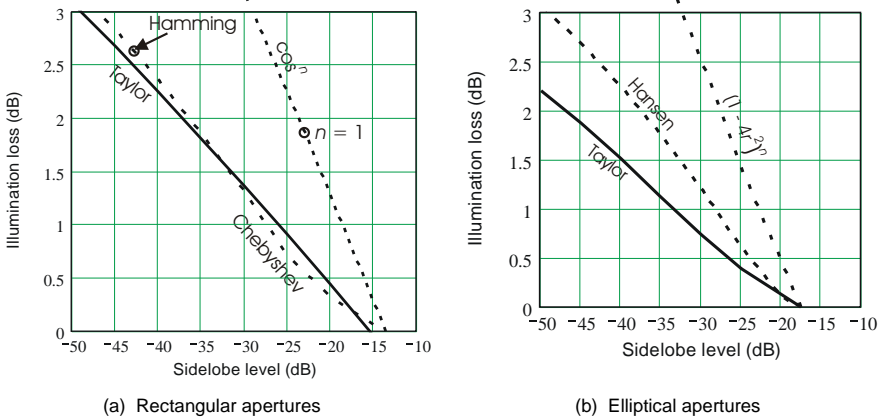 3
Hamming
2.5
Taylor
cos n
2
n = 1
1.5
1
Chebyshev
0.5
0
−50 −45 −40 −35 −30 −25 −20 −15 −10
Illumination loss (dB)
Sidelobe level (dB)
(a) Rectangular apertures
3
2.5
Hansen
(1 - 4r²)ⁿ
2
Taylor
1.5
1
0.5
0
−50 −45 −40 −35 −30 −25 −20 −15 −10
Illumination loss (dB)
Sidelobe level (dB)
(b) Elliptical apertures